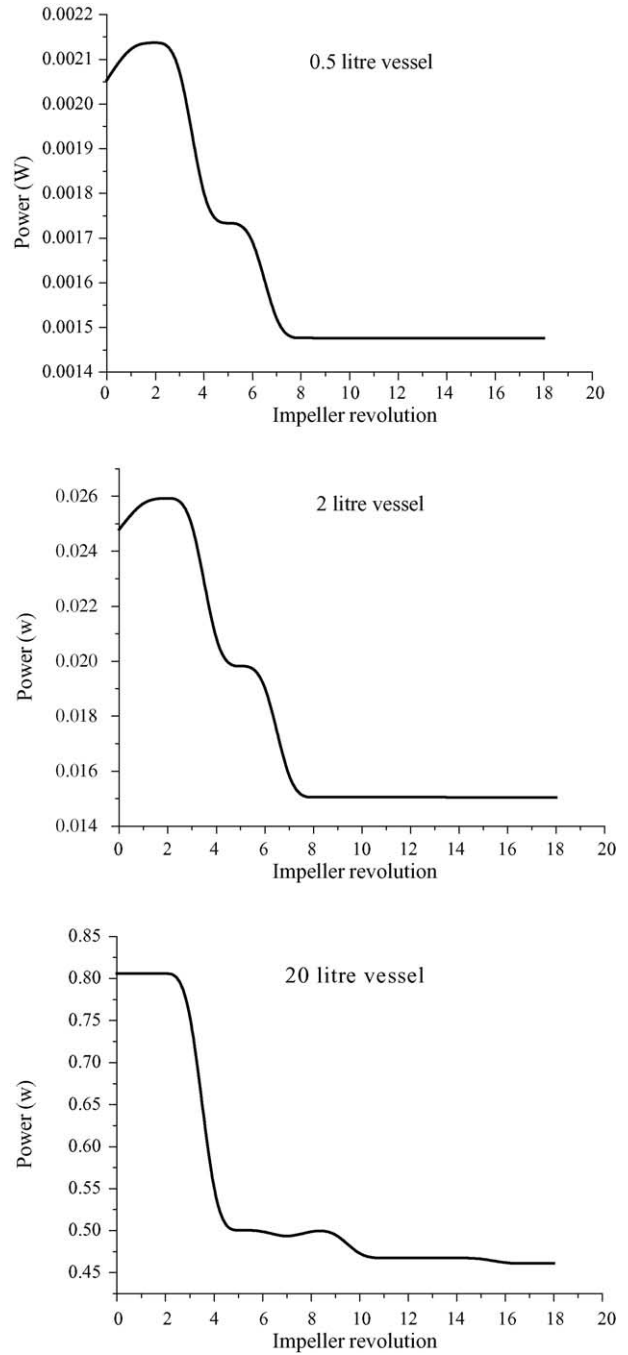 0.5 litre vessel
Power (W)
0.0021
0.0020
0.0019
0.0018
0.0017
0.0016
0.0015
0.0014
0 2 4 6 8 10 12 14 16 18 20
Impeller revolution
2 litre vessel
Power (w)
0.026
0.024
0.022
0.020
0.018
0.016
0.014
0 2 4 6 8 10 12 14 16 18 20
Impeller revolution
20 litre vessel
Power (w)
0.85
0.80
0.75
0.70
0.65
0.60
0.55
0.50
0.45
0 2 4 6 8 10 12 14 16 18 20
Impeller revolution